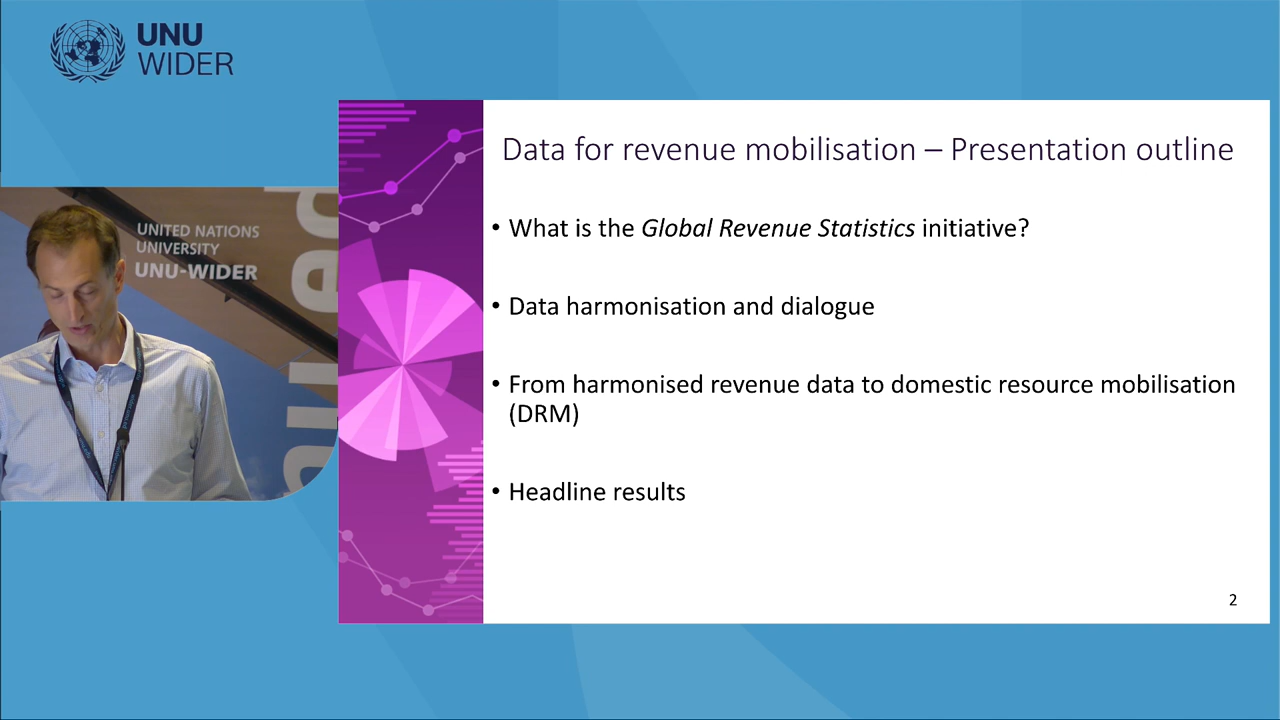 UNU
WIDER
UNITED NATIONS
UNIVERSITY
UNU-WIDER
Data for revenue mobilisation – Presentation outline
• What is the Global Revenue Statistics initiative?
• Data harmonisation and dialogue
• From harmonised revenue data to domestic resource mobilisation
(DRM)
• Headline results
2